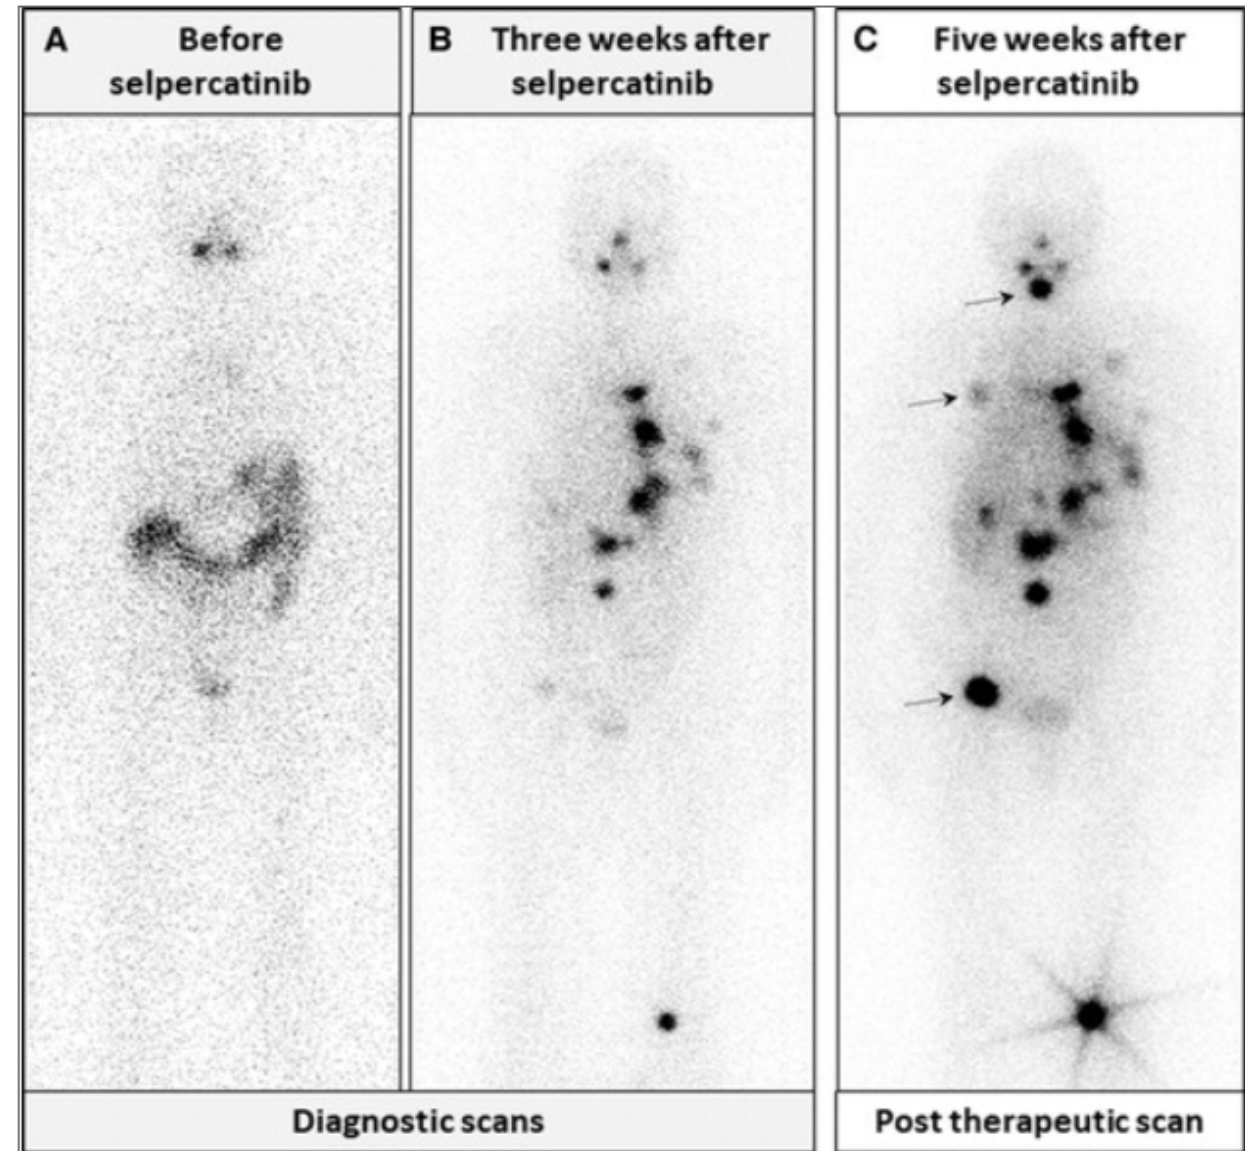 A Before
selpercatinib
B Three weeks after
selpercatinib
C Five weeks after
selpercatinib
Diagnostic scans
Post therapeutic scan